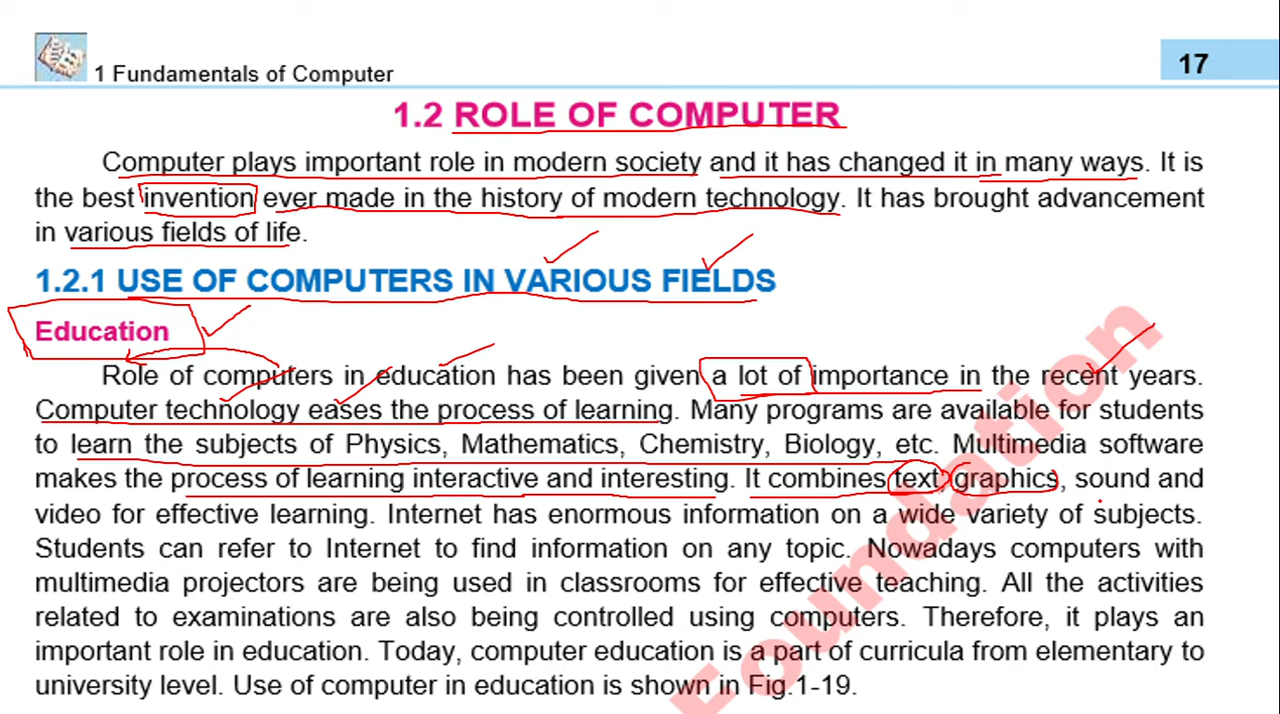 1 Fundamentals of Computer
17
1.2 ROLE OF COMPUTER
Computer plays important role in modern society and it has changed it in many ways. It is
the best invention ever made in the history of modern technology. It has brought advancement
in various fields of life.
1.2.1 USE OF COMPUTERS IN VARIOUS FIELDS
Education
Role of computers in education has been given a lot of importance in the recent years.
Computer technology eases the process of learning. Many programs are available for students
to learn the subjects of Physics, Mathematics, Chemistry, Biology, etc. Multimedia software
makes the process of learning interactive and interesting. It combines text, graphics, sound and
video for effective learning. Internet has enormous information on a wide variety of subjects.
Students can refer to Internet to find information on any topic. Nowadays computers with
multimedia projectors are being used in classrooms for effective teaching. All the activities
related to examinations are also being controlled using computers. Therefore, it plays an
important role in education. Today, computer education is a part of curricula from elementary to
university level. Use of computer in education is shown in Fig.1-19.
Foundation